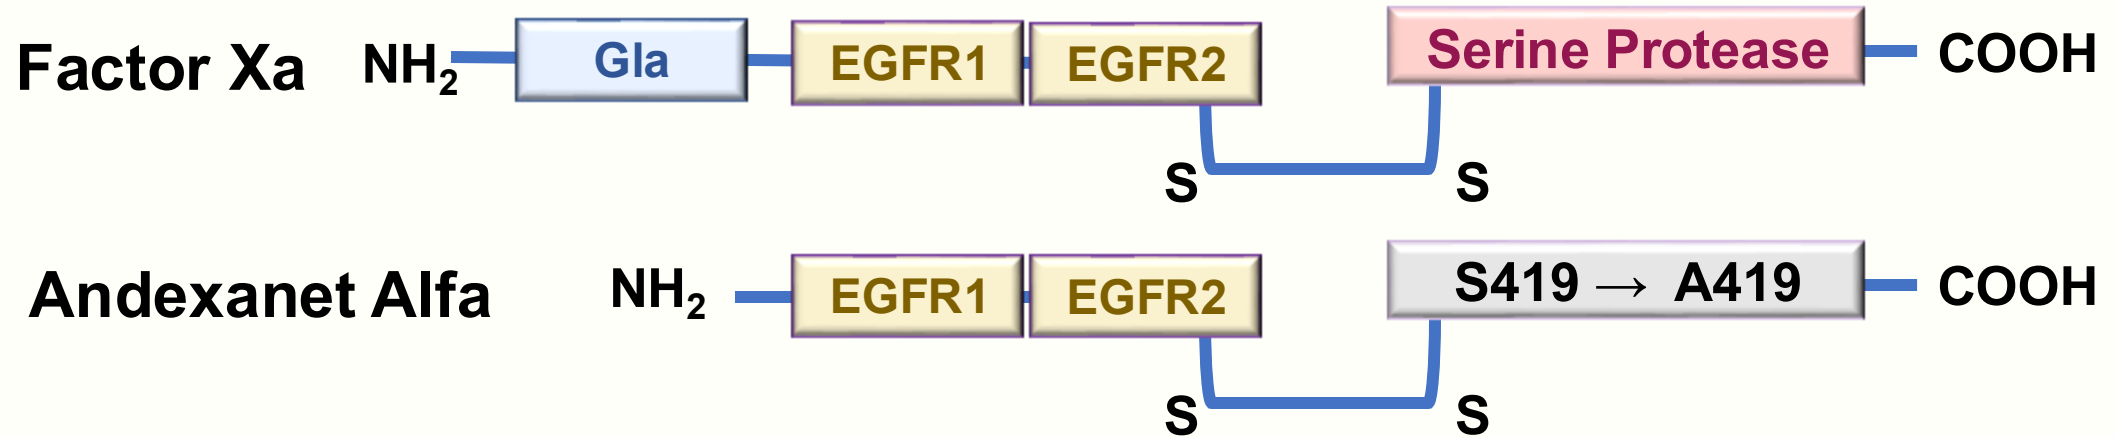 Factor Xa NH₂ Gla EGFR1 EGFR2 Serine Protease COOH
S S
Andexanet Alfa NH₂ EGFR1 EGFR2 S419 → A419 COOH
S S